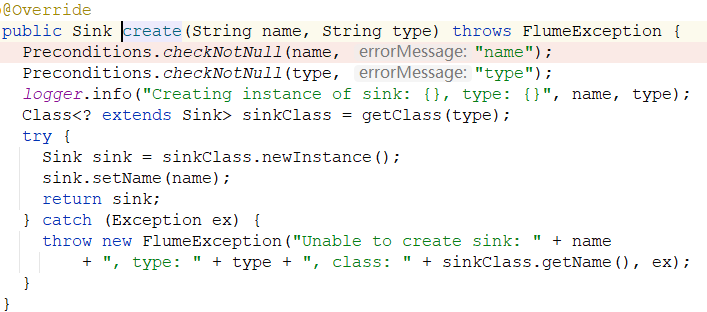 @Override
public Sink create(String name, String type) throws FlumeException {
  Preconditions.checkNotNull(name, errorMessage: "name");
  Preconditions.checkNotNull(type, errorMessage: "type");
  logger.info("Creating instance of sink: {}, type: {}", name, type);
  Class<? extends Sink> sinkClass = getClass(type);
  try {
    Sink sink = sinkClass.newInstance();
    sink.setName(name);
    return sink;
  } catch (Exception ex) {
    throw new FlumeException("Unable to create sink: " + name
        + ", type: " + type + ", class: " + sinkClass.getName(), ex);
  }
}